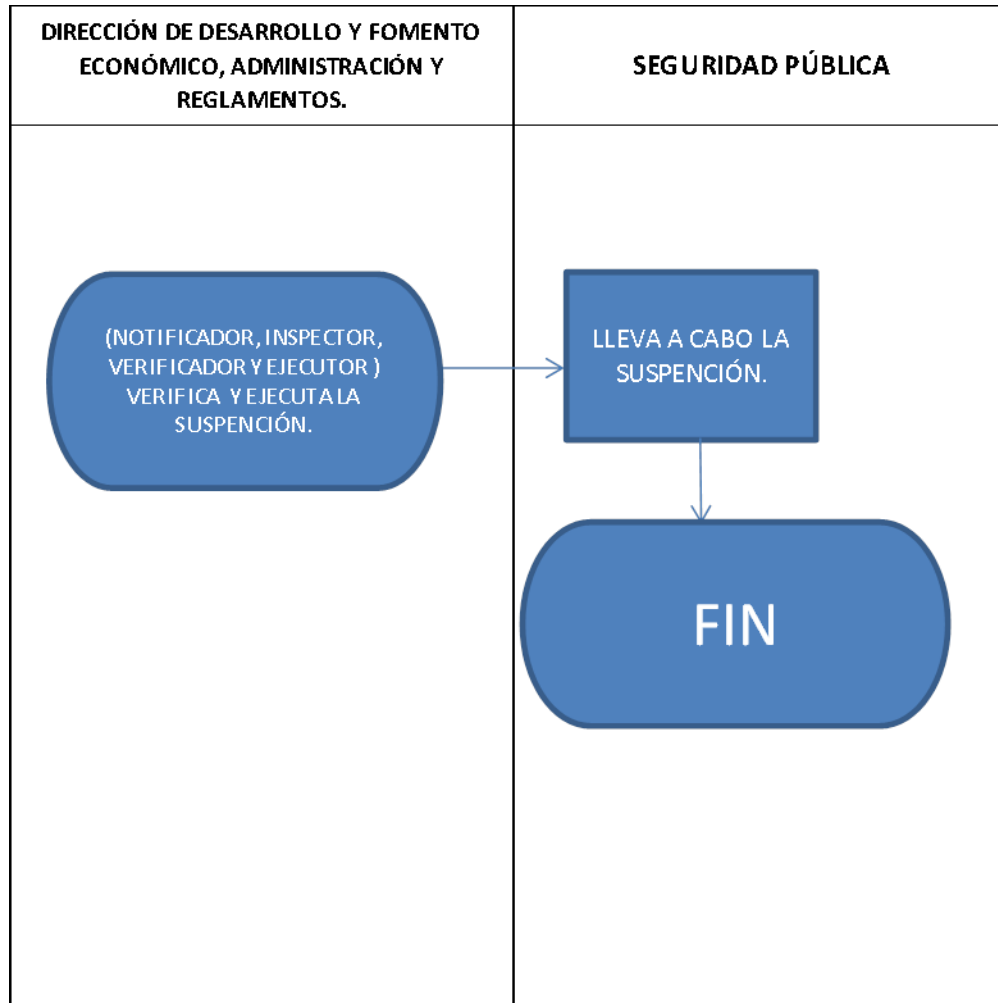 DIRECCIÓN DE DESARROLLO Y FOMENTO
ECONÓMICO, ADMINISTRACIÓN Y
REGLAMENTOS.
SEGURIDAD PÚBLICA
(NOTIFICADOR, INSPECTOR,
VERIFICADOR Y EJECUTOR )
VERIFICA Y EJECUTA LA
SUSPENCIÓN.
LLEVA A CABO LA
SUSPENCIÓN.
FIN